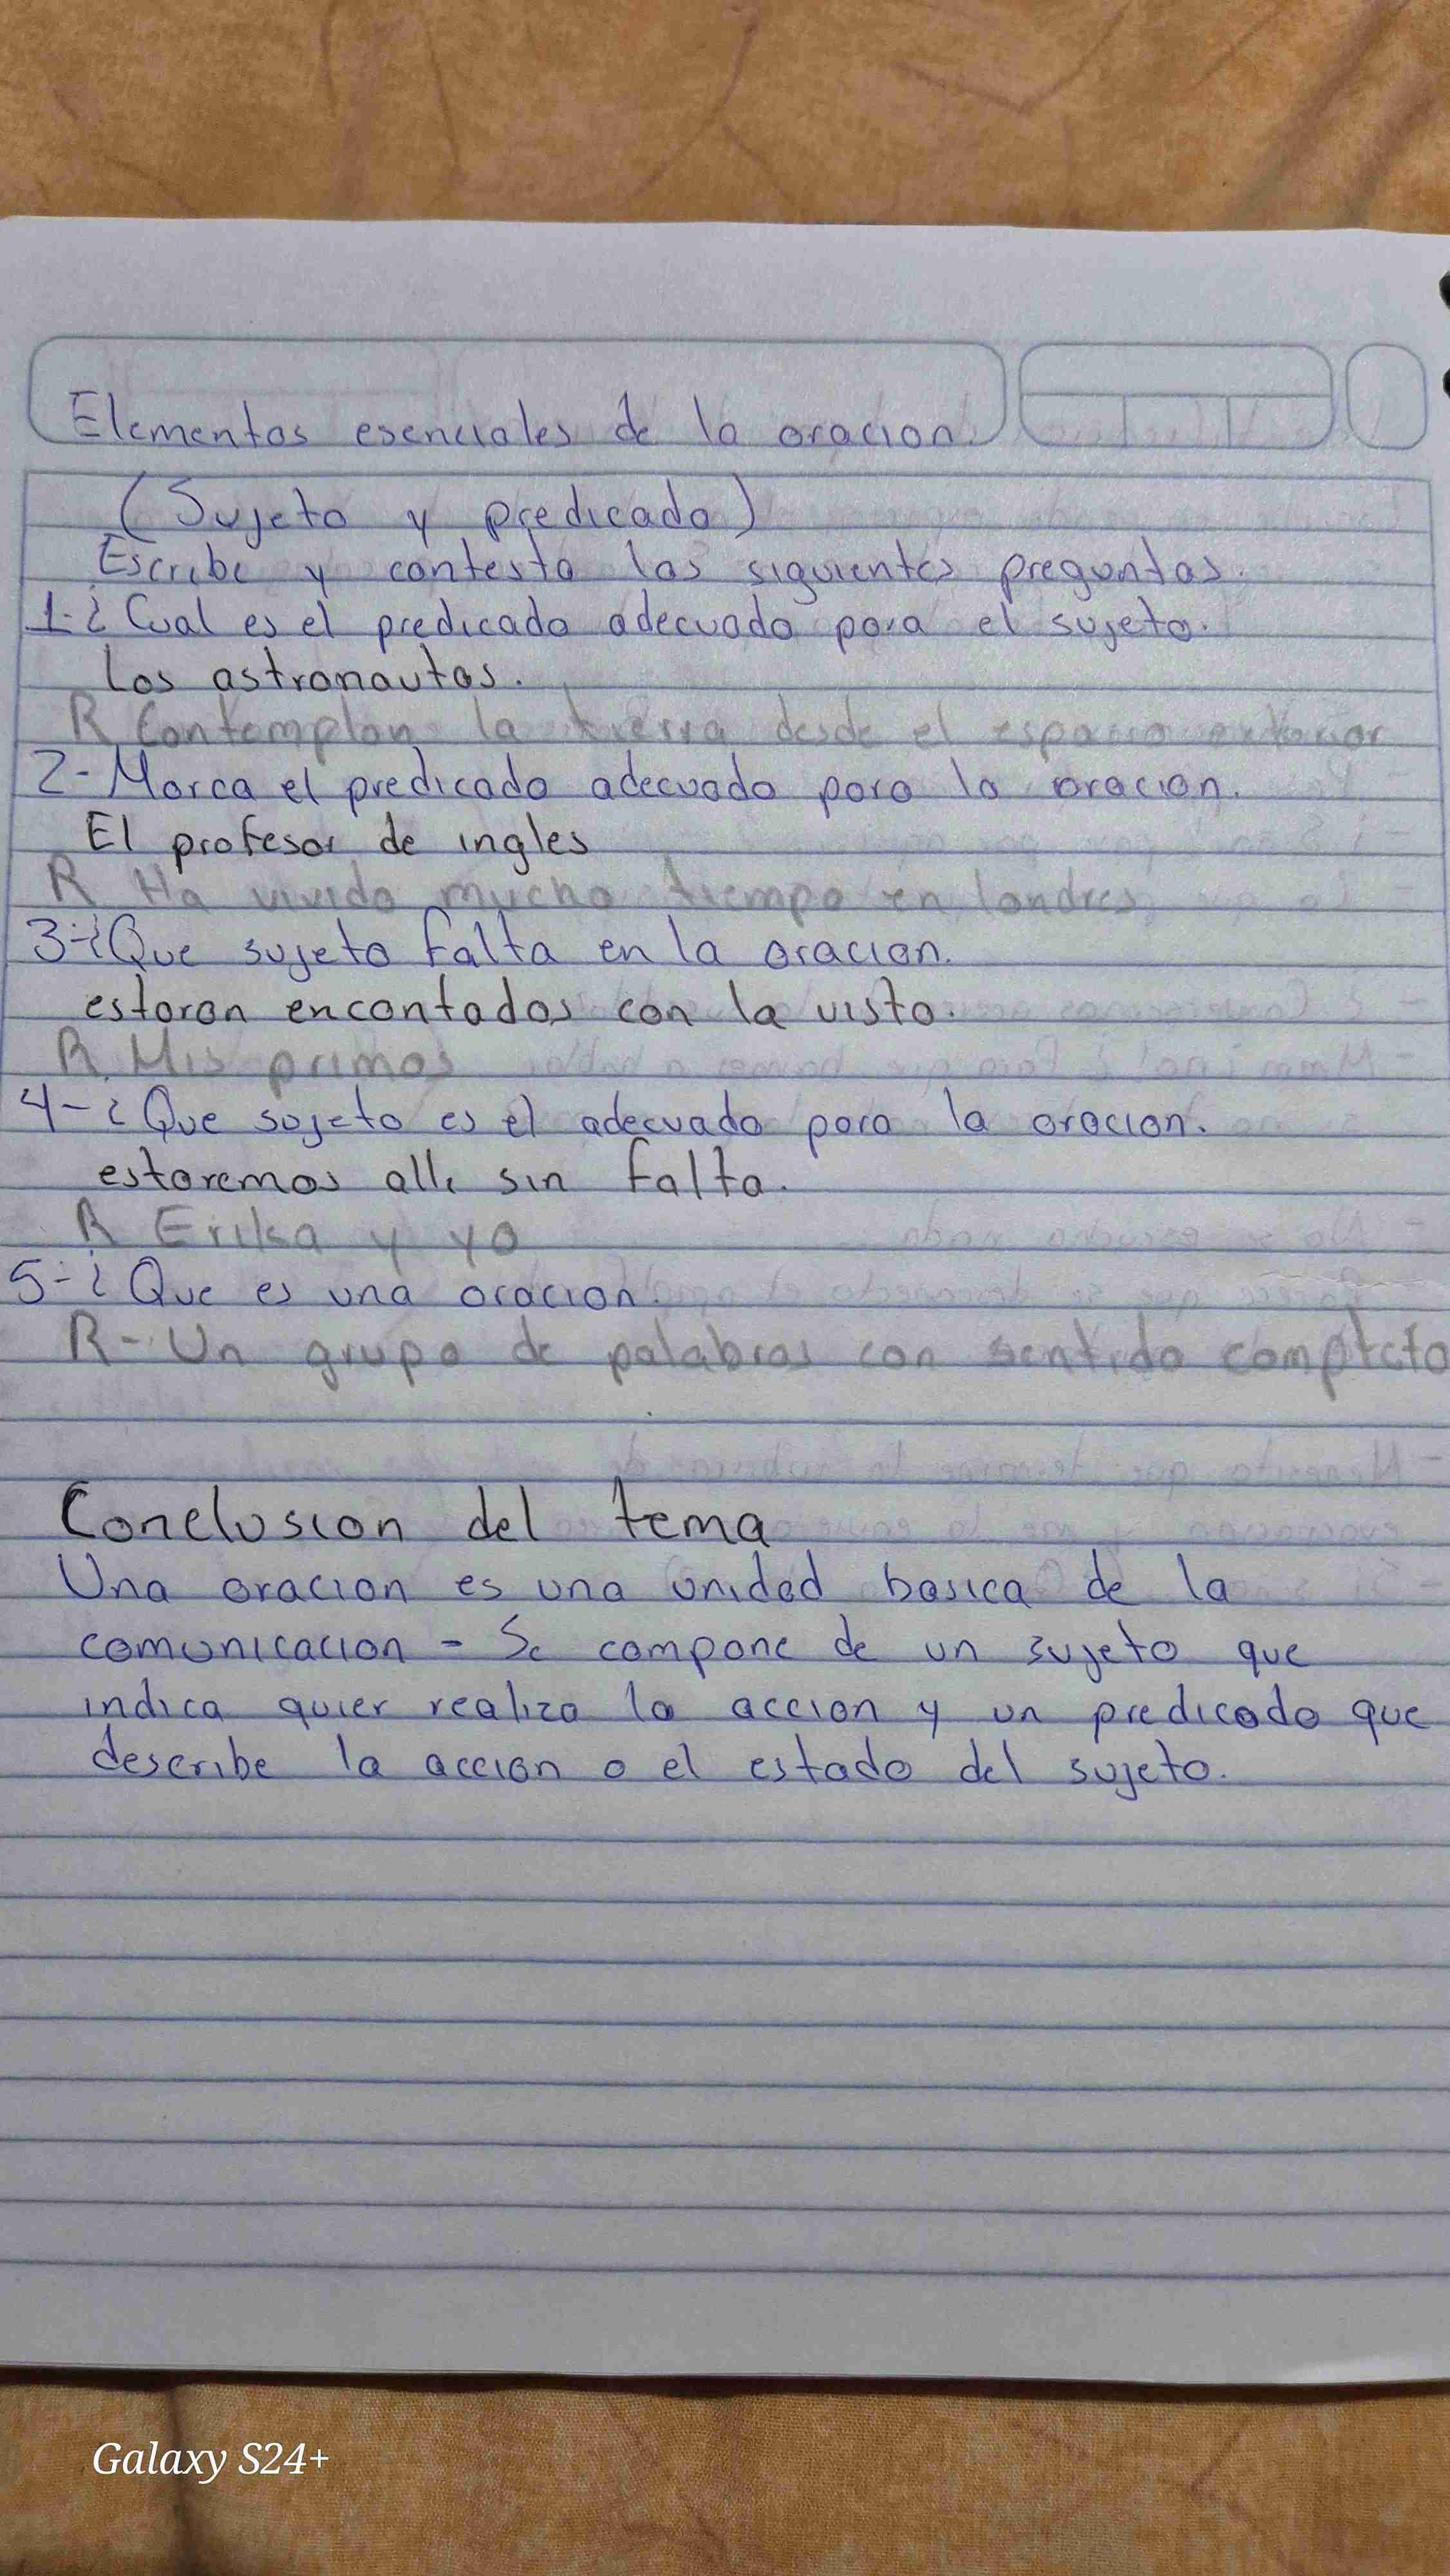 Elementos esenciales de la oracion.
(Sujeto y predicado)
Escribe y contesta las siguientes preguntas.
1-¿Cual es el predicado adecuado para el sujeto.
Los astronautas.
R Contemplan la tierra desde el espacio exterior
2-Marca el predicado adecuado para la oracion.
El profesor de ingles
R Ha vivido mucho tiempo en londres
3-¿Que sujeto falta en la oracion.
estaran encantados con la vista.
R Mis primos
4-¿Que sujeto es el adecuado para la oracion.
estaremos alli sin falta.
R Erika y yo
5-¿Que es una oracion.
R- Un grupo de palabras con sentido completo
Conclusion del tema
Una oracion es una unidad basica de la
comunicacion - Se compone de un sujeto que
indica quier realiza la accion y un predicado que
describe la accion o el estado del sujeto.
Galaxy S24+